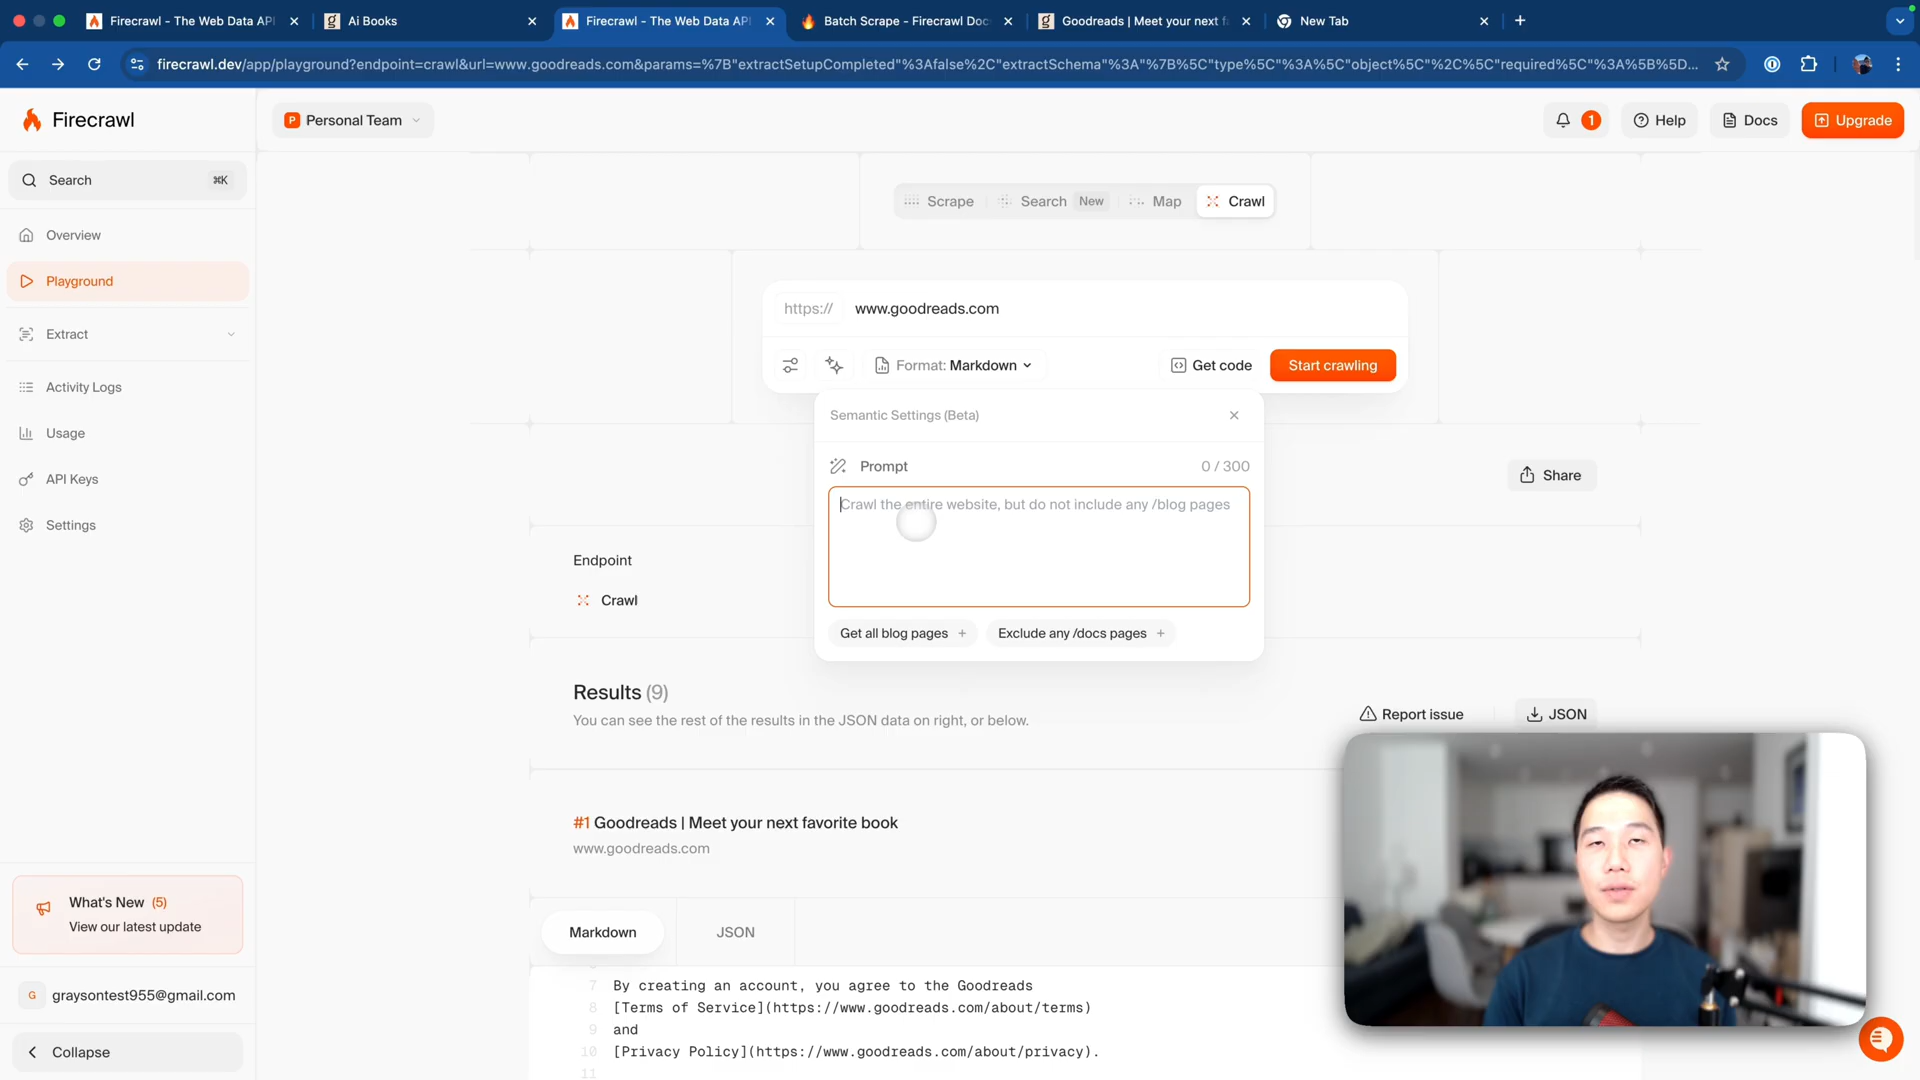 Firecrawl - The Web Data API
Ai Books
Firecrawl - The Web Data API
Batch Scrape - Firecrawl Doc
Goodreads | Meet your next f
New Tab
firecrawl.dev/app/playground?endpoint=crawl&url=www.goodreads.com&params=%7B"extractSetupCompleted"%3Afalse%2C"extractSchema"%3A"%7B%5C"type%5C"%3A%5C"object%5C"%2C%5C"required%5C"%3A%5B%5D...
Firecrawl
P Personal Team
1
Help
Docs
Upgrade
Search
⌘K
Scrape
Search New
Map
Crawl
Overview
Playground
Extract
Activity Logs
Usage
API Keys
Settings
https:// www.goodreads.com
Format: Markdown
Get code
Start crawling
Semantic Settings (Beta)
Prompt
0 / 300
Crawl the entire website, but do not include any /blog pages
Get all blog pages +
Exclude any /docs pages +
Share
Endpoint
Crawl
Results (9)
You can see the rest of the results in the JSON data on right, or below.
Report issue
JSON
#1 Goodreads | Meet your next favorite book
www.goodreads.com
Markdown
JSON
7 By creating an account, you agree to the Goodreads
8 [Terms of Service](https://www.goodreads.com/about/terms)
9 and
10 [Privacy Policy](https://www.goodreads.com/about/privacy).
11
What's New (5)
View our latest update
G graysontest955@gmail.com
Collapse